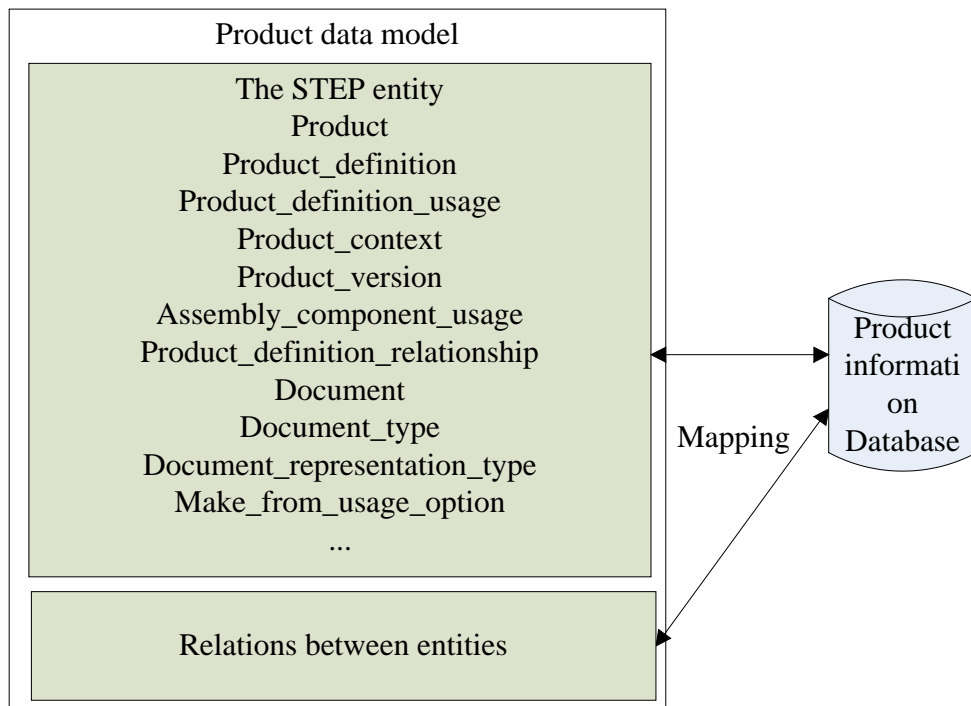 Product data model
The STEP entity
Product
Product_definition
Product_definition_usage
Product_context
Product_version
Assembly_component_usage
Product_definition_relationship
Document
Document_type
Document_representation_type
Make_from_usage_option
...
Relations between entities
Mapping
Product
informati
on
Database